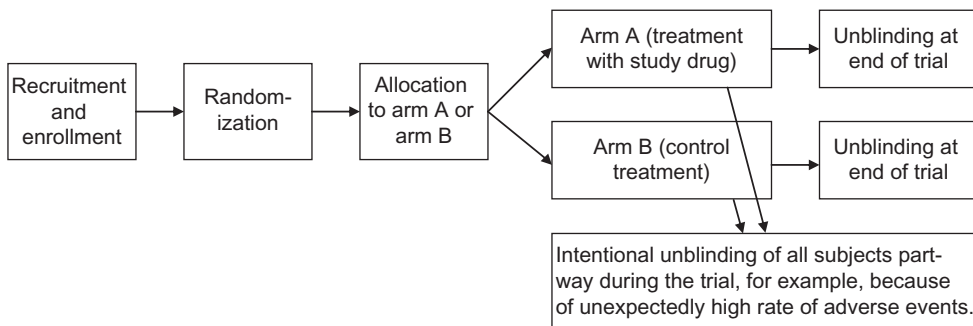 Recruitment
and
enrollment
Random-
ization
Allocation
to arm A or
arm B
Arm A (treatment
with study drug)
Unblinding at
end of trial
Arm B (control
treatment)
Unblinding at
end of trial
Intentional unblinding of all subjects part-
way during the trial, for example, because
of unexpectedly high rate of adverse events.